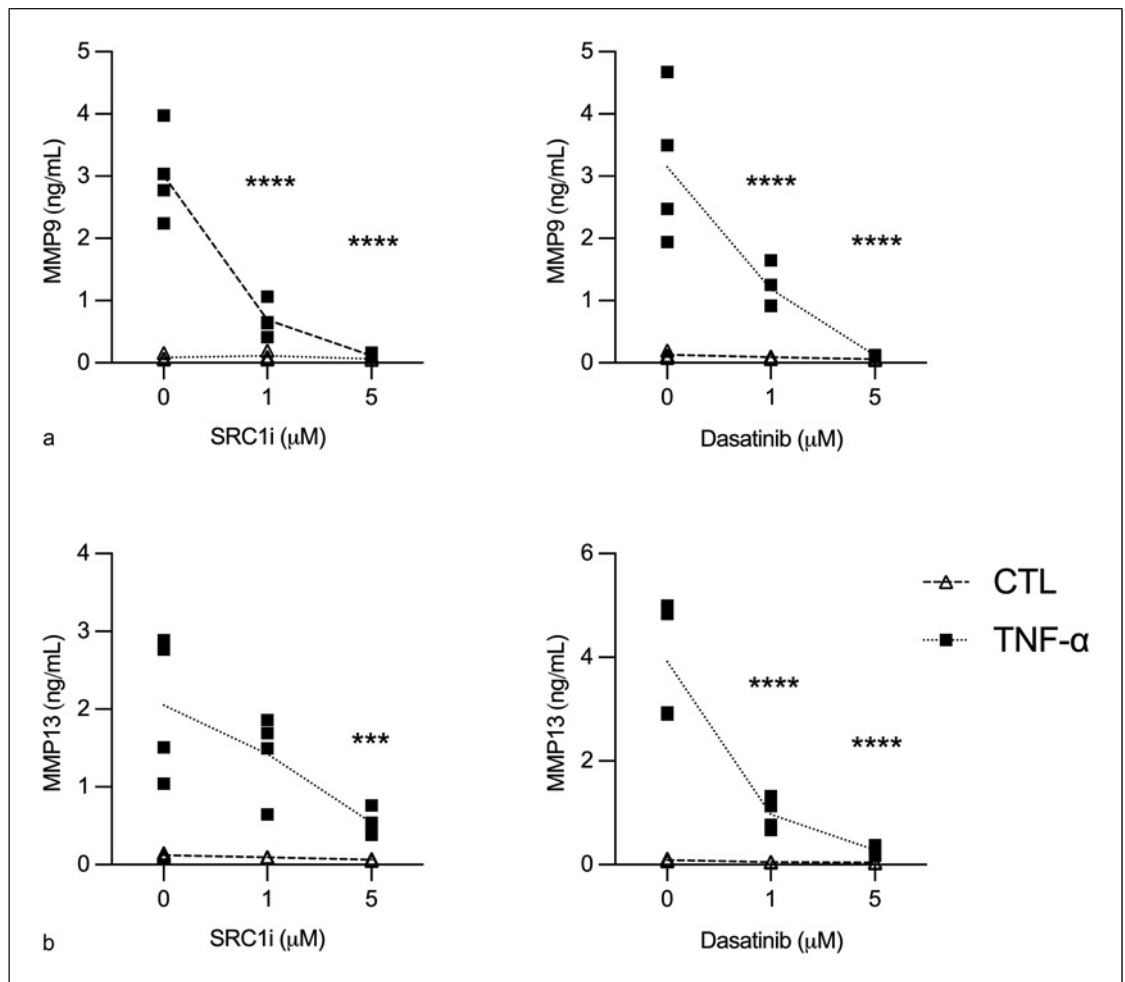 5
4
3
2
1
0
MMP9 (ng/mL)
****
****
0 1 5
SRC1i (μM)
a
5
4
3
2
1
0
MMP9 (ng/mL)
****
****
0 1 5
Dasatinib (μM)
4
3
2
1
0
MMP13 (ng/mL)
***
0 1 5
SRC1i (μM)
b
6
4
2
0
MMP13 (ng/mL)
****
****
0 1 5
Dasatinib (μM)
CTL
TNF-α